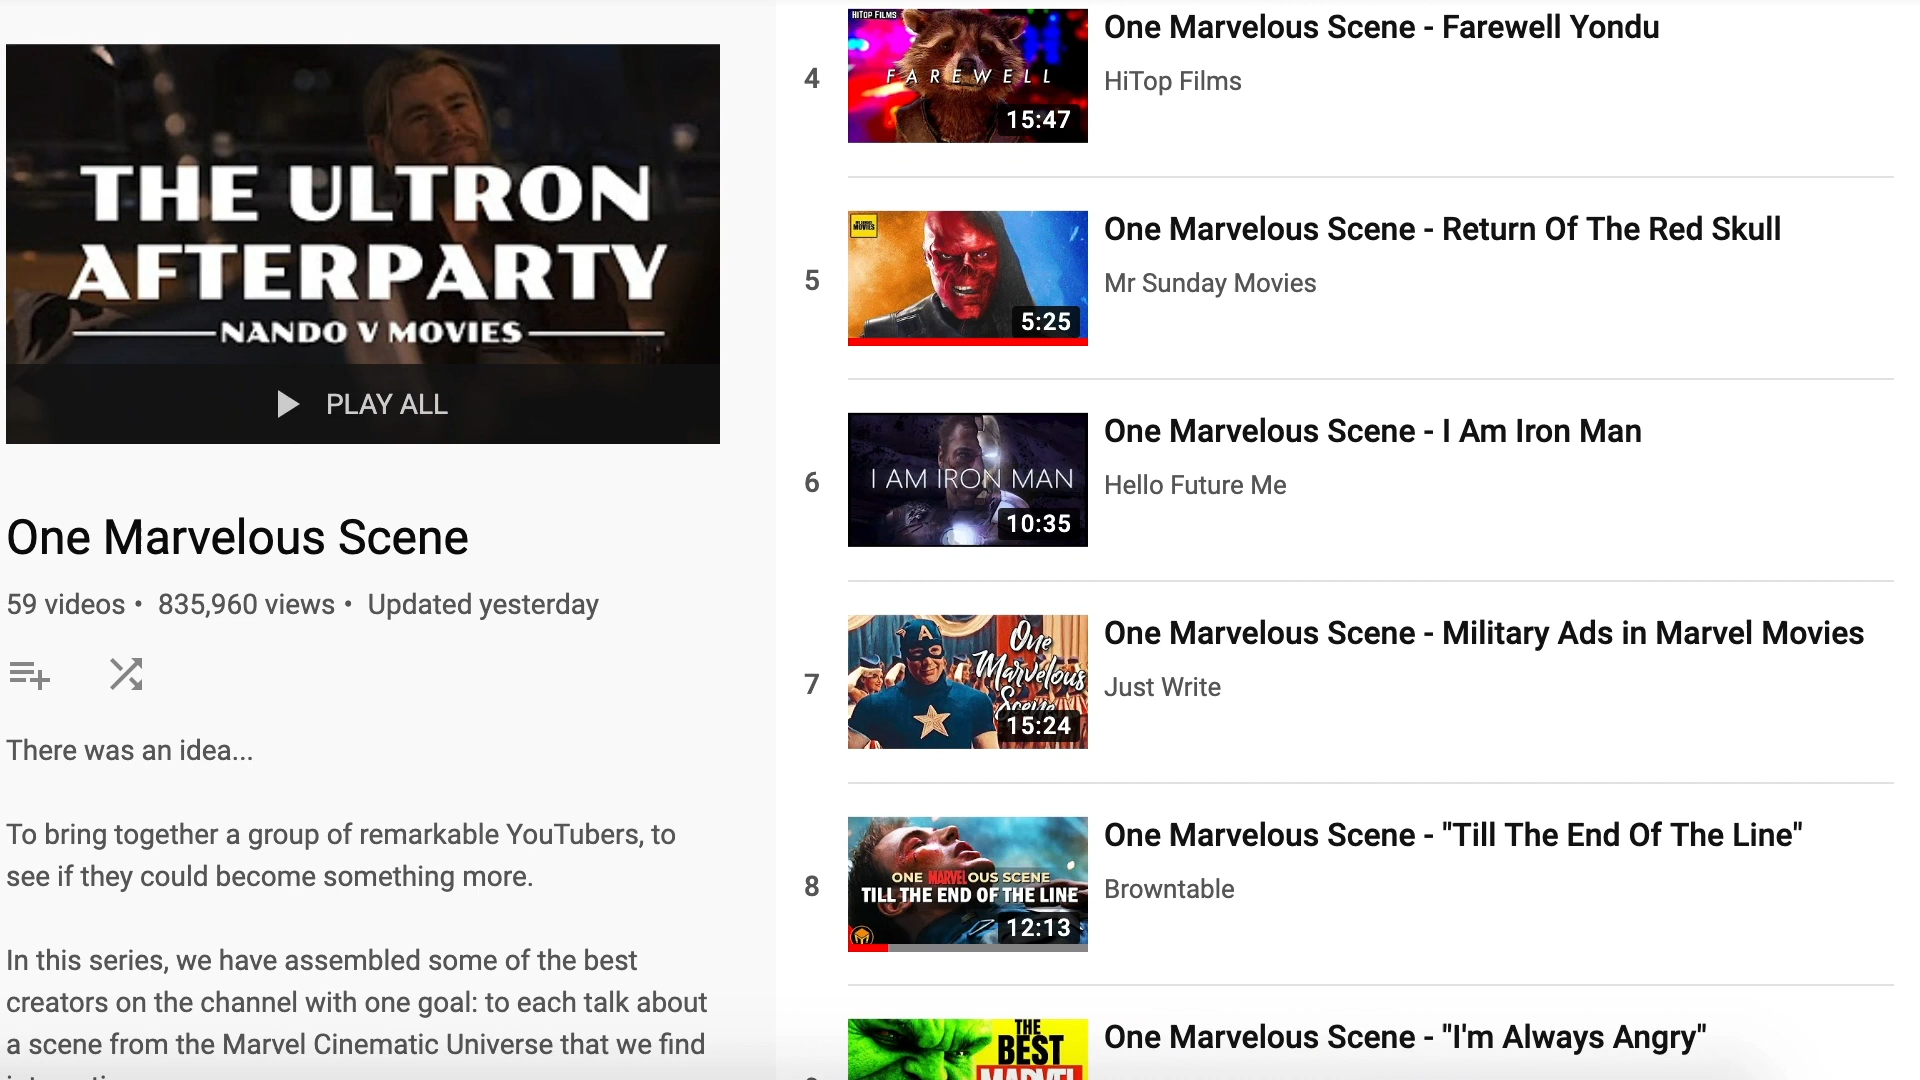 THE ULTRON
AFTERPARTY
NANDO V MOVIES
PLAY ALL
One Marvelous Scene
59 videos • 835,960 views • Updated yesterday
There was an idea...
To bring together a group of remarkable YouTubers, to
see if they could become something more.
In this series, we have assembled some of the best
creators on the channel with one goal: to each talk about
a scene from the Marvel Cinematic Universe that we find
4
HITOP FILMS
FAREWELL
15:47
One Marvelous Scene - Farewell Yondu
HiTop Films
5
MOVIES
5:25
One Marvelous Scene - Return Of The Red Skull
Mr Sunday Movies
6
I AM IRON MAN
10:35
One Marvelous Scene - I Am Iron Man
Hello Future Me
7
A
One
Marvelous
Scene
15:24
One Marvelous Scene - Military Ads in Marvel Movies
Just Write
8
ONE MARVELOUS SCENE
TILL THE END OF THE LINE
12:13
One Marvelous Scene - "Till The End Of The Line"
Browntable
THE
BEST
MARVEL
One Marvelous Scene - "I'm Always Angry"